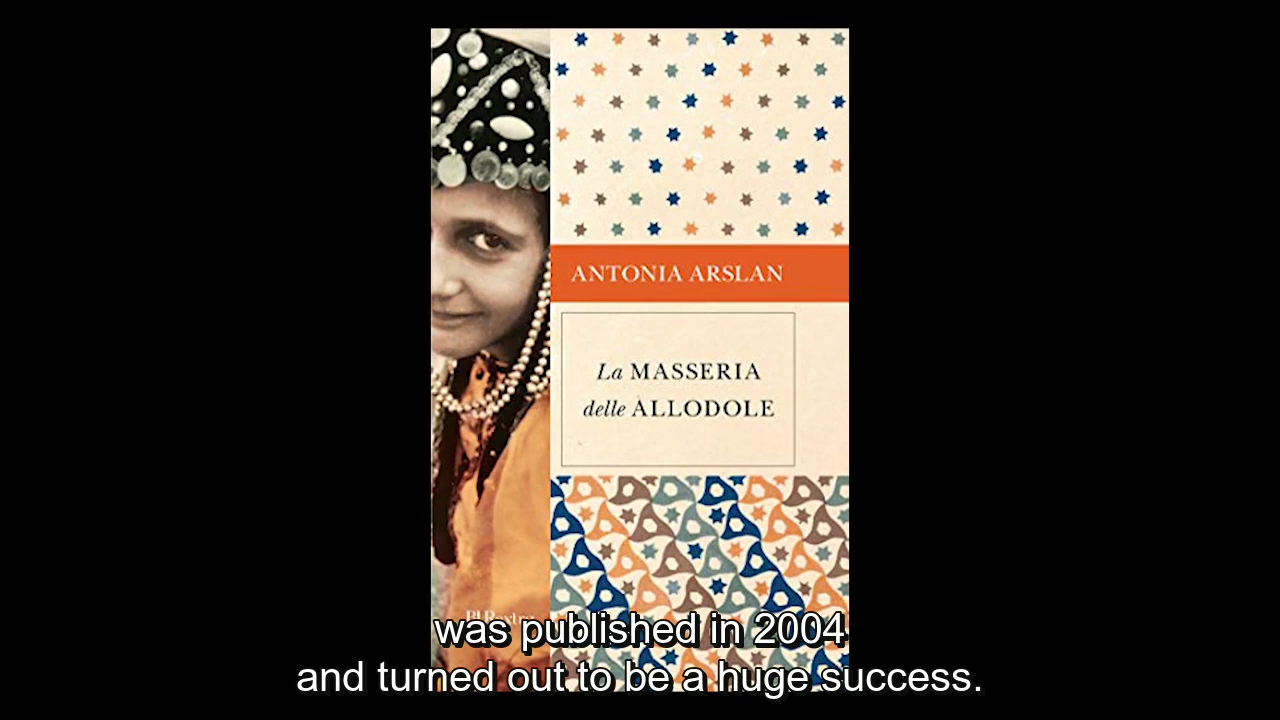 ANTONIA ARSLAN
La MASSERIA
delle ALLODOLE
was published in 2004
and turned out to be a huge success.